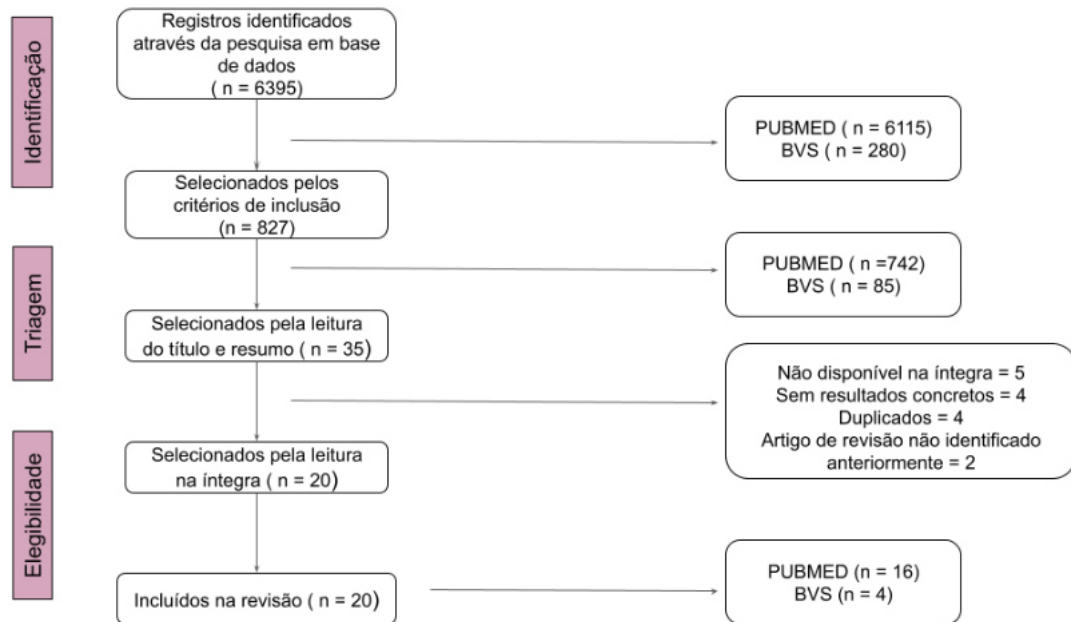 Identificação
Registros identificados
através da pesquisa em base
de dados
( n = 6395)
PUBMED ( n = 6115)
BVS ( n = 280)
Selecionados pelos
critérios de inclusão
(n = 827)
Triagem
PUBMED ( n =742)
BVS ( n = 85)
Selecionados pela leitura
do título e resumo ( n = 35)
Não disponível na íntegra = 5
Sem resultados concretos = 4
Duplicados = 4
Artigo de revisão não identificado
anteriormente = 2
Elegibilidade
Selecionados pela leitura
na íntegra ( n = 20)
Incluídos na revisão ( n = 20)
PUBMED (n = 16)
BVS (n = 4)